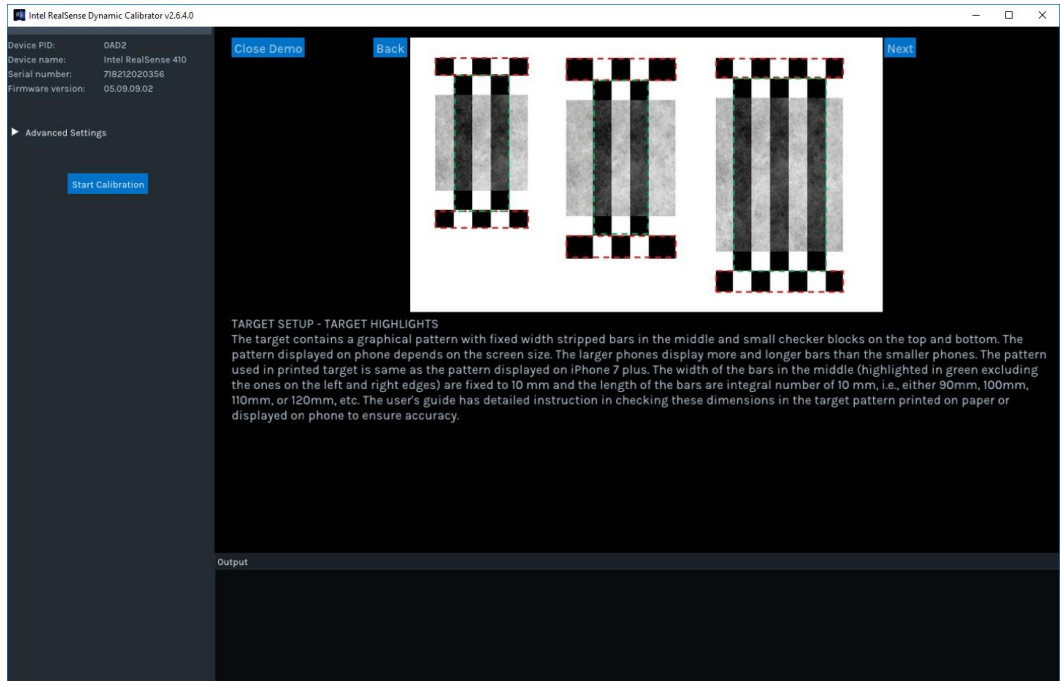 Intel RealSense Dynamic Calibrator v2.6.4.0
Device PID: 0AD2
Device name: Intel RealSense 410
Serial number: 718212020356
Firmware version: 05.09.09.02
Advanced Settings
Start Calibration
Close Demo
Back
Next
TARGET SETUP - TARGET HIGHLIGHTS
The target contains a graphical pattern with fixed width stripped bars in the middle and small checker blocks on the top and bottom. The
pattern displayed on phone depends on the screen size. The larger phones display more and longer bars than the smaller phones. The pattern
used in printed target is same as the pattern displayed on iPhone 7 plus. The width of the bars in the middle (highlighted in green excluding
the ones on the left and right edges) are fixed to 10 mm and the length of the bars are integral number of 10 mm, i.e., either 90mm, 100mm,
110mm, or 120mm, etc. The user's guide has detailed instruction in checking these dimensions in the target pattern printed on paper or
displayed on phone to ensure accuracy.
Output